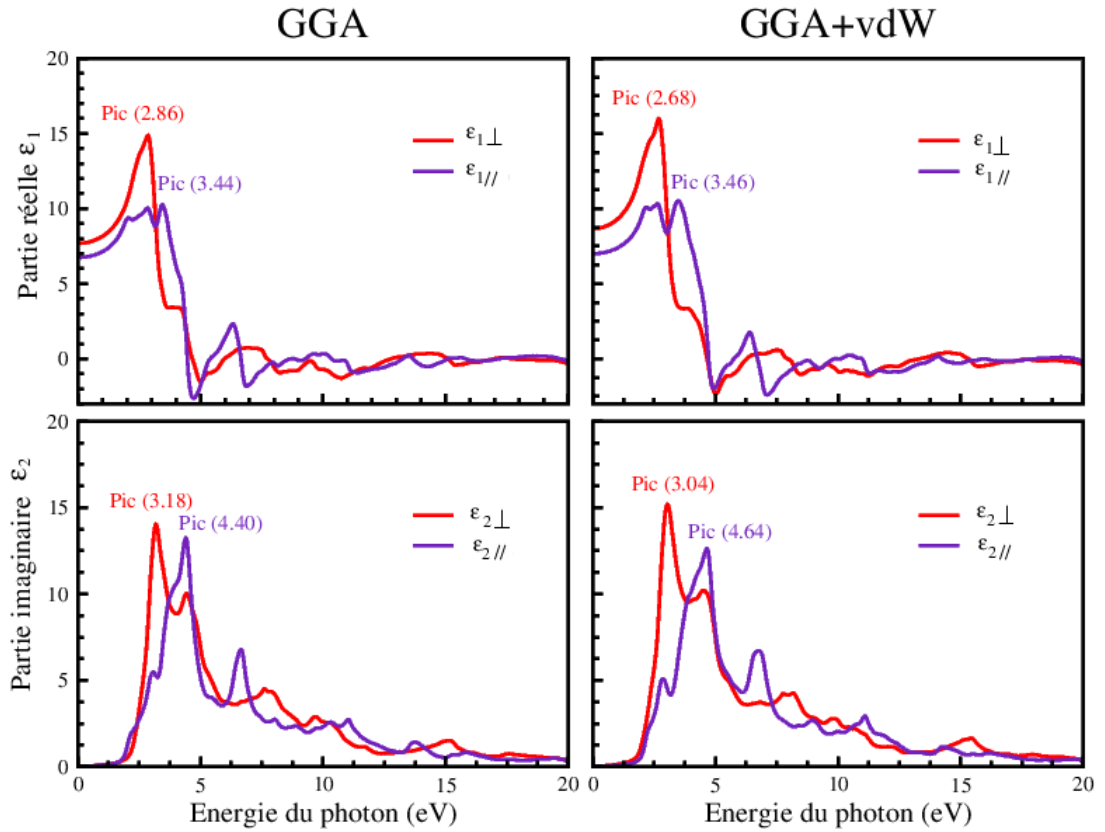 GGA
GGA+vdW
Partie réelle ε1
20
15
10
5
0
Pic (2.86)
Pic (3.44)
ε1⊥
ε1//
Pic (2.68)
Pic (3.46)
ε1⊥
ε1//
Partie imaginaire ε2
20
15
10
5
0
Pic (3.18)
Pic (4.40)
ε2⊥
ε2//
Pic (3.04)
Pic (4.64)
ε2⊥
ε2//
0 5 10 15 20
0 5 10 15 20
Energie du photon (eV)
Energie du photon (eV)